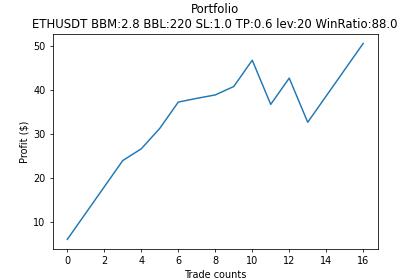 Portfolio
ETHUSDT BBM:2.8 BBL:220 SL:1.0 TP:0.6 lev:20 WinRatio:88.0
50
40
30
20
10
Profit ($)
0 2 4 6 8 10 12 14 16
Trade counts